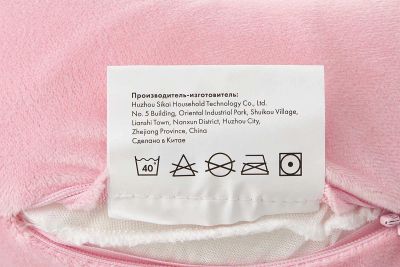 Производитель-изготовитель:
Huzhou Sikai Household Technology Co., Ltd.
No. 5 Building, Oriental Industrial Park, Shuikou Village,
Lianshi Town, Nanxun District, Huzhou City,
Zhejiang Province, China
Сделано в Китае
40